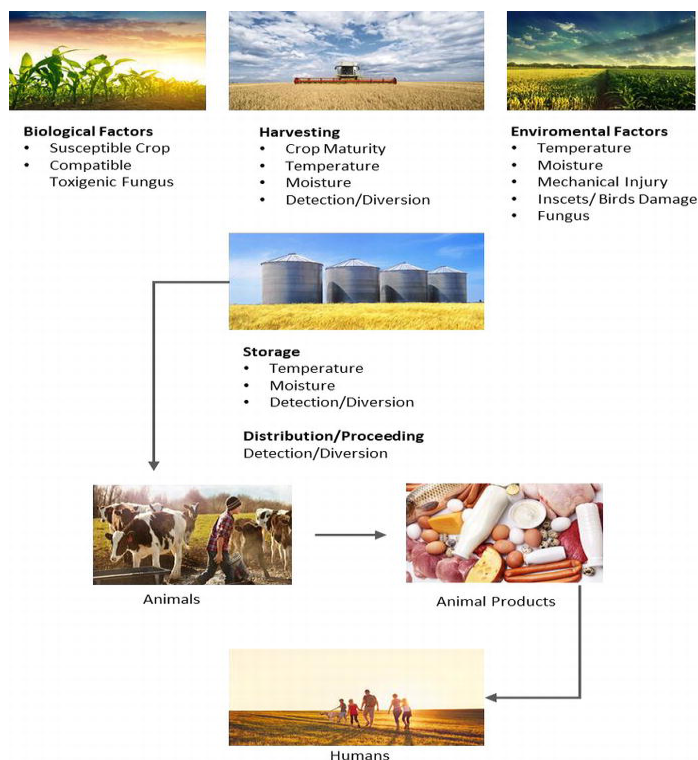 Biological Factors
• Susceptible Crop
• Compatible
Toxigenic Fungus
Harvesting
• Crop Maturity
• Temperature
• Moisture
• Detection/Diversion
Enviromental Factors
• Temperature
• Moisture
• Mechanical Injury
• Inscets/ Birds Damage
• Fungus
Storage
• Temperature
• Moisture
• Detection/Diversion
Distribution/Proceeding
Detection/Diversion
Animals
Animal Products
Humans